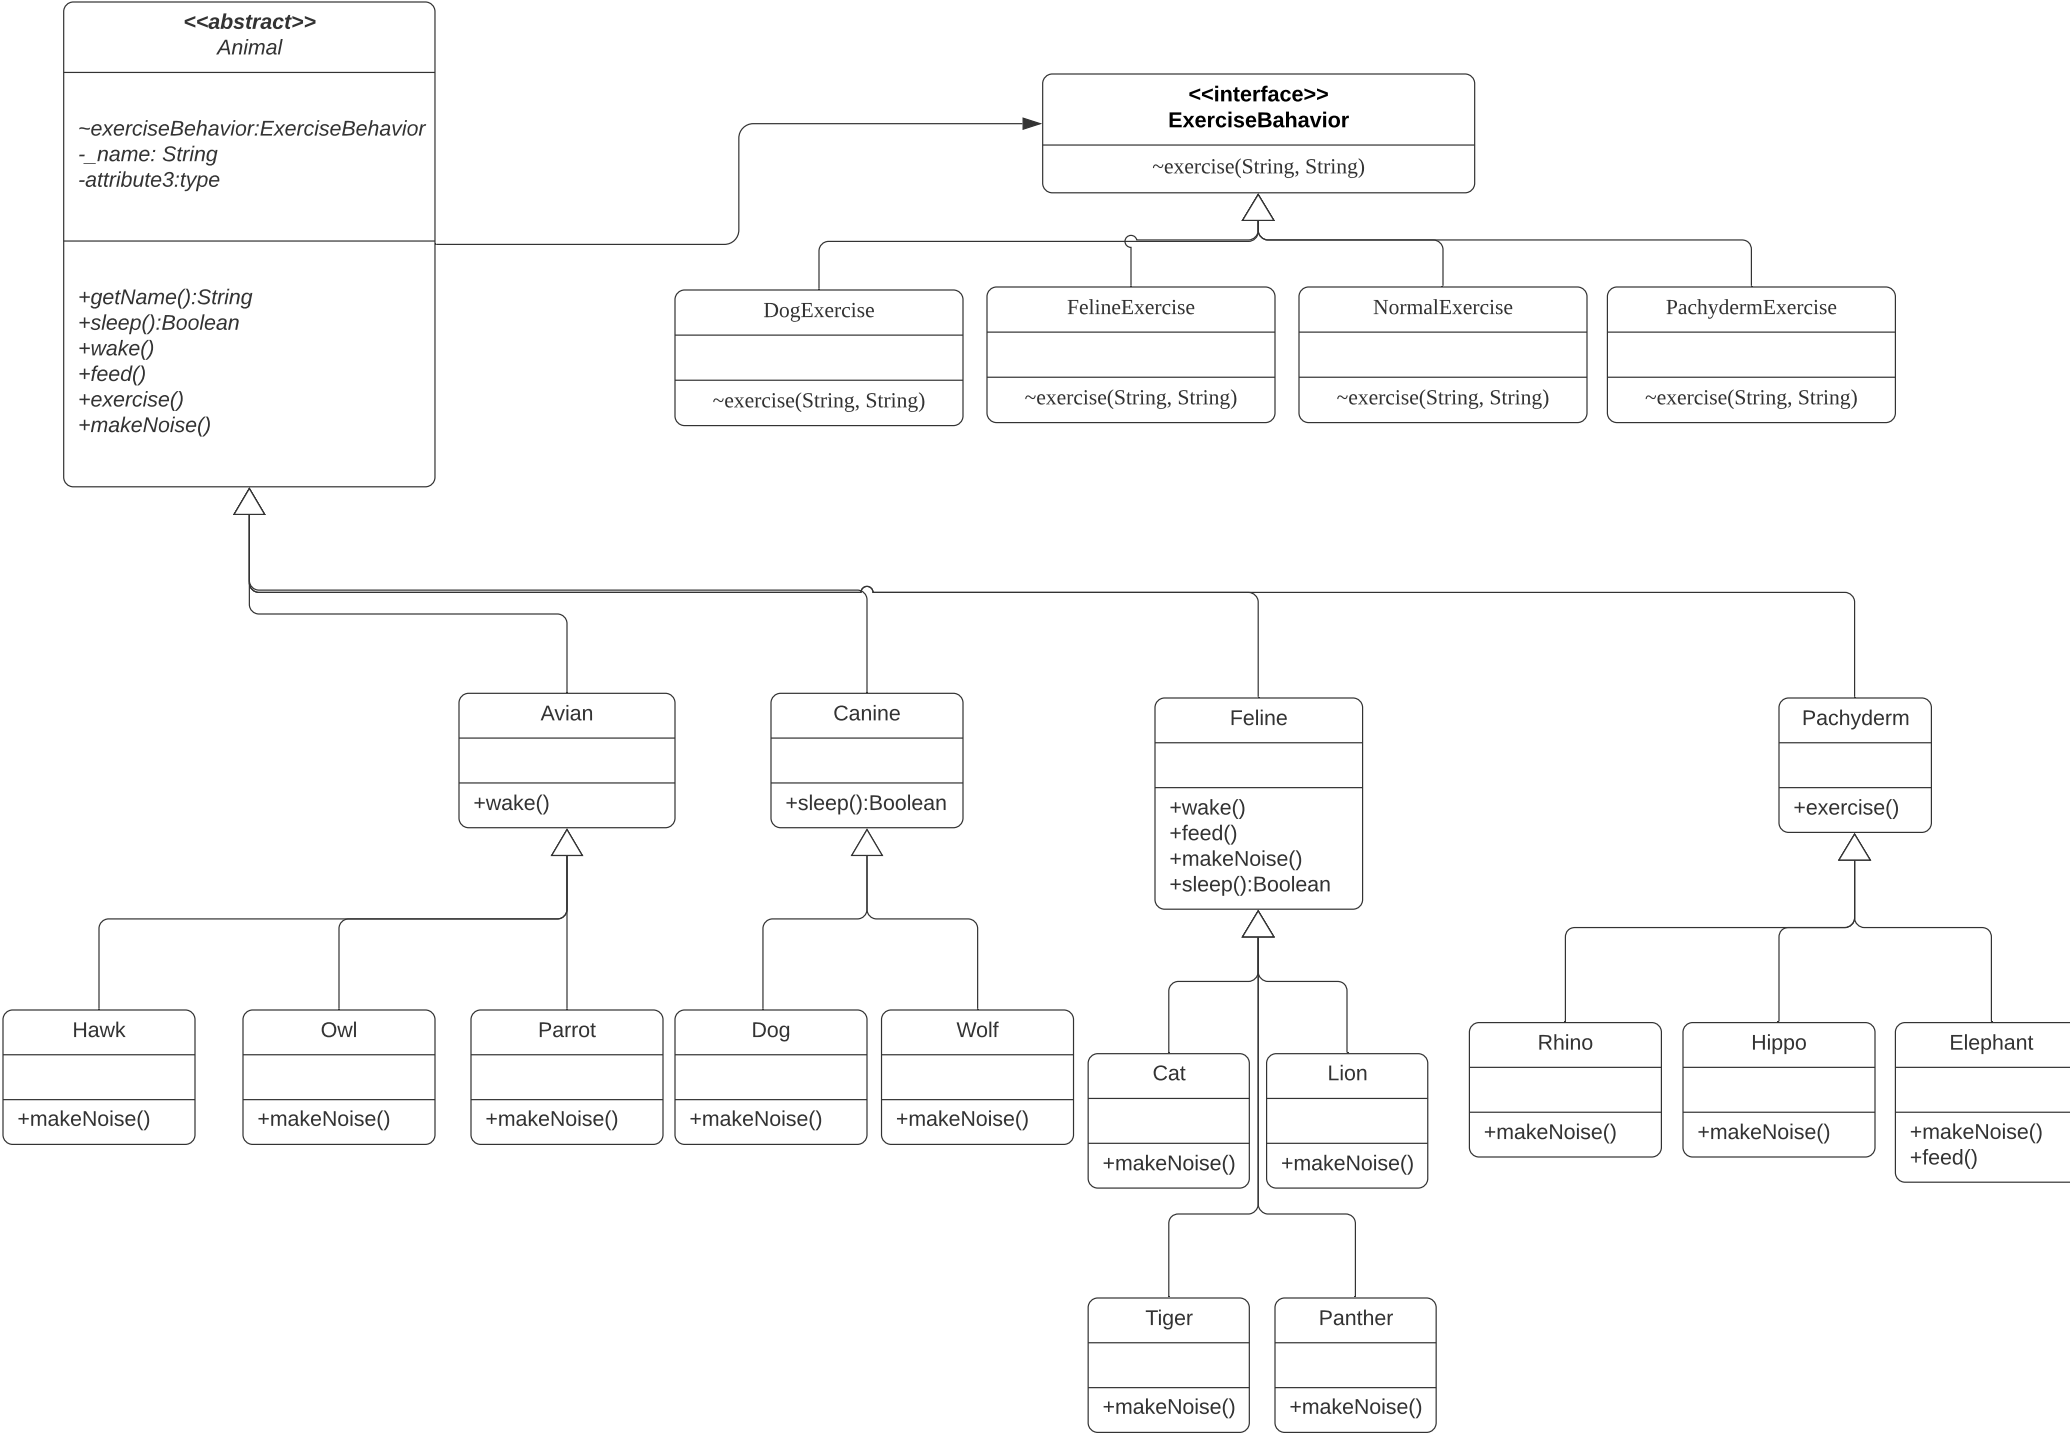 <<abstract>>
Animal
~exerciseBehavior:ExerciseBehavior
-_name: String
-attribute3:type
+getName():String
+sleep():Boolean
+wake()
+feed()
+exercise()
+makeNoise()
<<interface>>
ExerciseBahavior
~exercise(String, String)
DogExercise
~exercise(String, String)
FelineExercise
~exercise(String, String)
NormalExercise
~exercise(String, String)
PachydermExercise
~exercise(String, String)
Avian
+wake()
Canine
+sleep():Boolean
Feline
+wake()
+feed()
+makeNoise()
+sleep():Boolean
Pachyderm
+exercise()
Hawk
+makeNoise()
Owl
+makeNoise()
Parrot
+makeNoise()
Dog
+makeNoise()
Wolf
+makeNoise()
Cat
+makeNoise()
Lion
+makeNoise()
Rhino
+makeNoise()
Hippo
+makeNoise()
Elephant
+makeNoise()
+feed()
Tiger
+makeNoise()
Panther
+makeNoise()